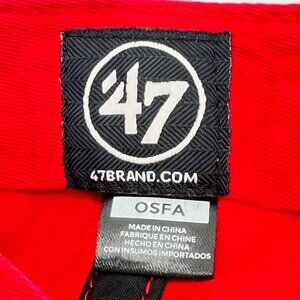 '47
47BRAND.COM
OSFA
MADE IN CHINA
FABRIQUÉ EN CHINE
HECHO EN CHINA
CON INSUMOS IMPORTADOS